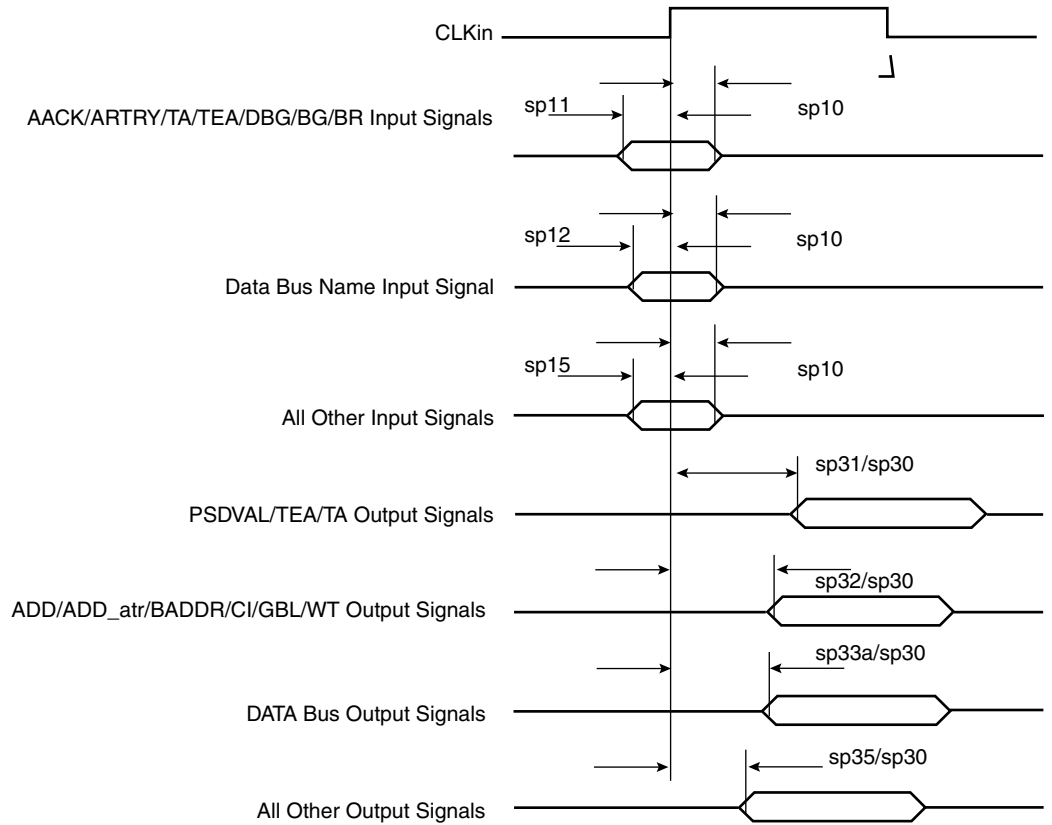 CLKin
sp11
sp10
AACK/ARTRY/TA/TEA/DBG/BG/BR Input Signals
sp12
sp10
Data Bus Name Input Signal
sp15
sp10
All Other Input Signals
sp31/sp30
PSDVAL/TEA/TA Output Signals
sp32/sp30
ADD/ADD_atr/BADDR/CI/GBL/WT Output Signals
sp33a/sp30
DATA Bus Output Signals
sp35/sp30
All Other Output Signals